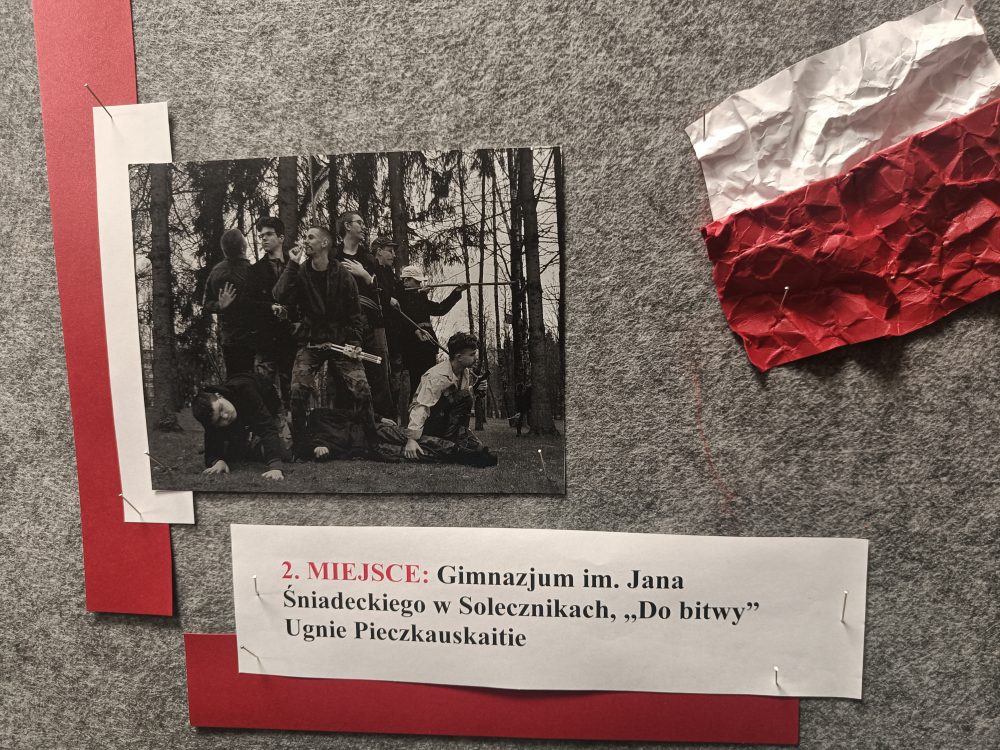 2. MIEJSCE: Gimnazjum im. Jana
Śniadeckiego w Solecznikach, „Do bitwy”
Ugnie Pieczkauskaitie